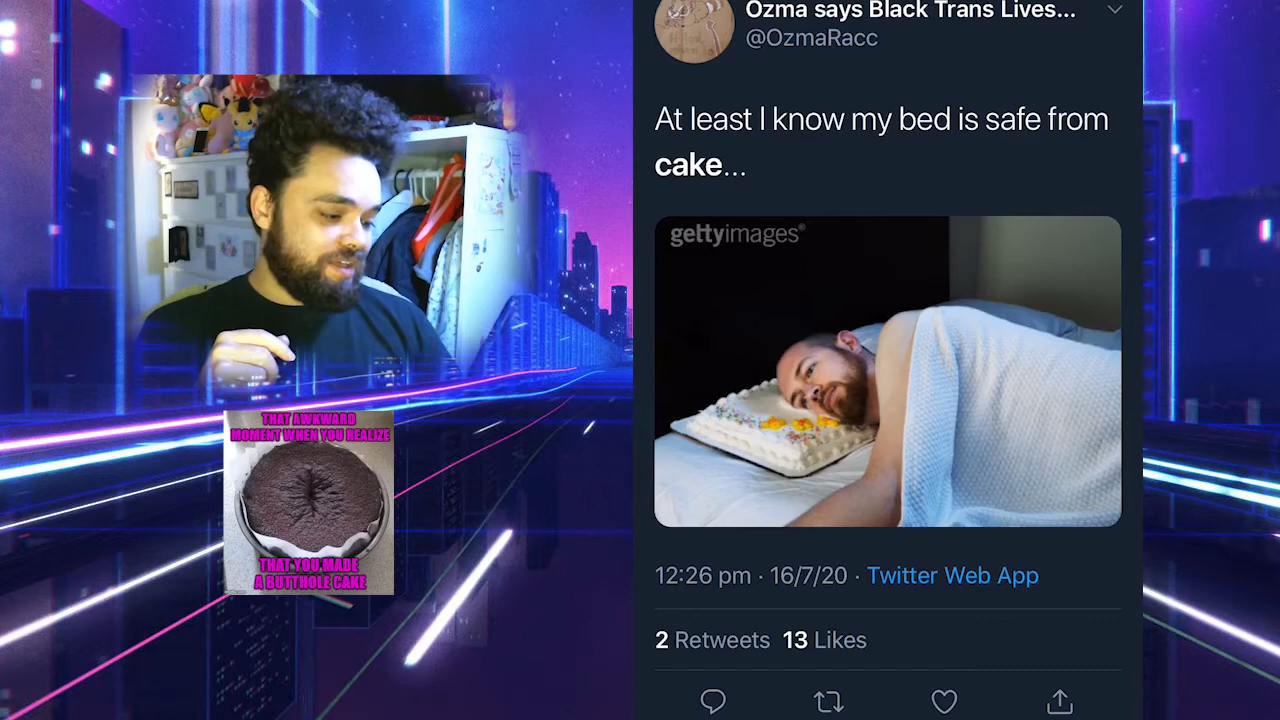 Ozma says Black Trans Lives...
@OzmaRacc
At least I know my bed is safe from
cake...
gettyimages®
12:26 pm · 16/7/20 · Twitter Web App
2 Retweets 13 Likes
THAT AWKWARD
MOMENT WHEN YOU REALIZE
THAT YOU MADE
A BUTTHOLE CAKE